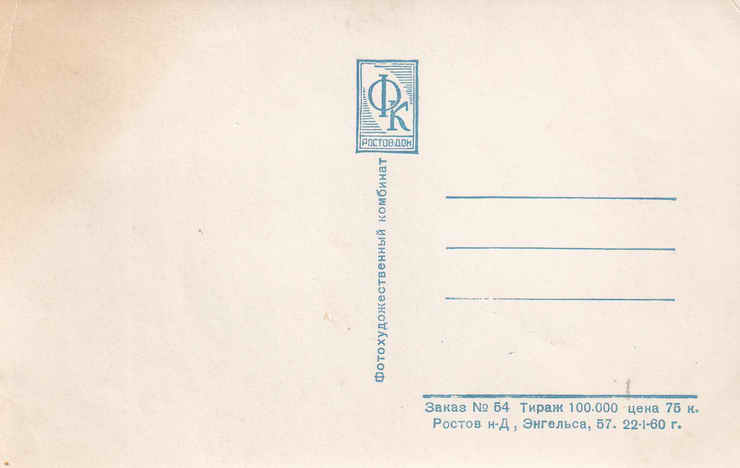 ФК
РОСТОВ-ДОН
Фотохудожественный комбинат
Заказ № 54 Тираж 100.000 цена 75 к.
Ростов н-Д, Энгельса, 57. 22-I-60 г.